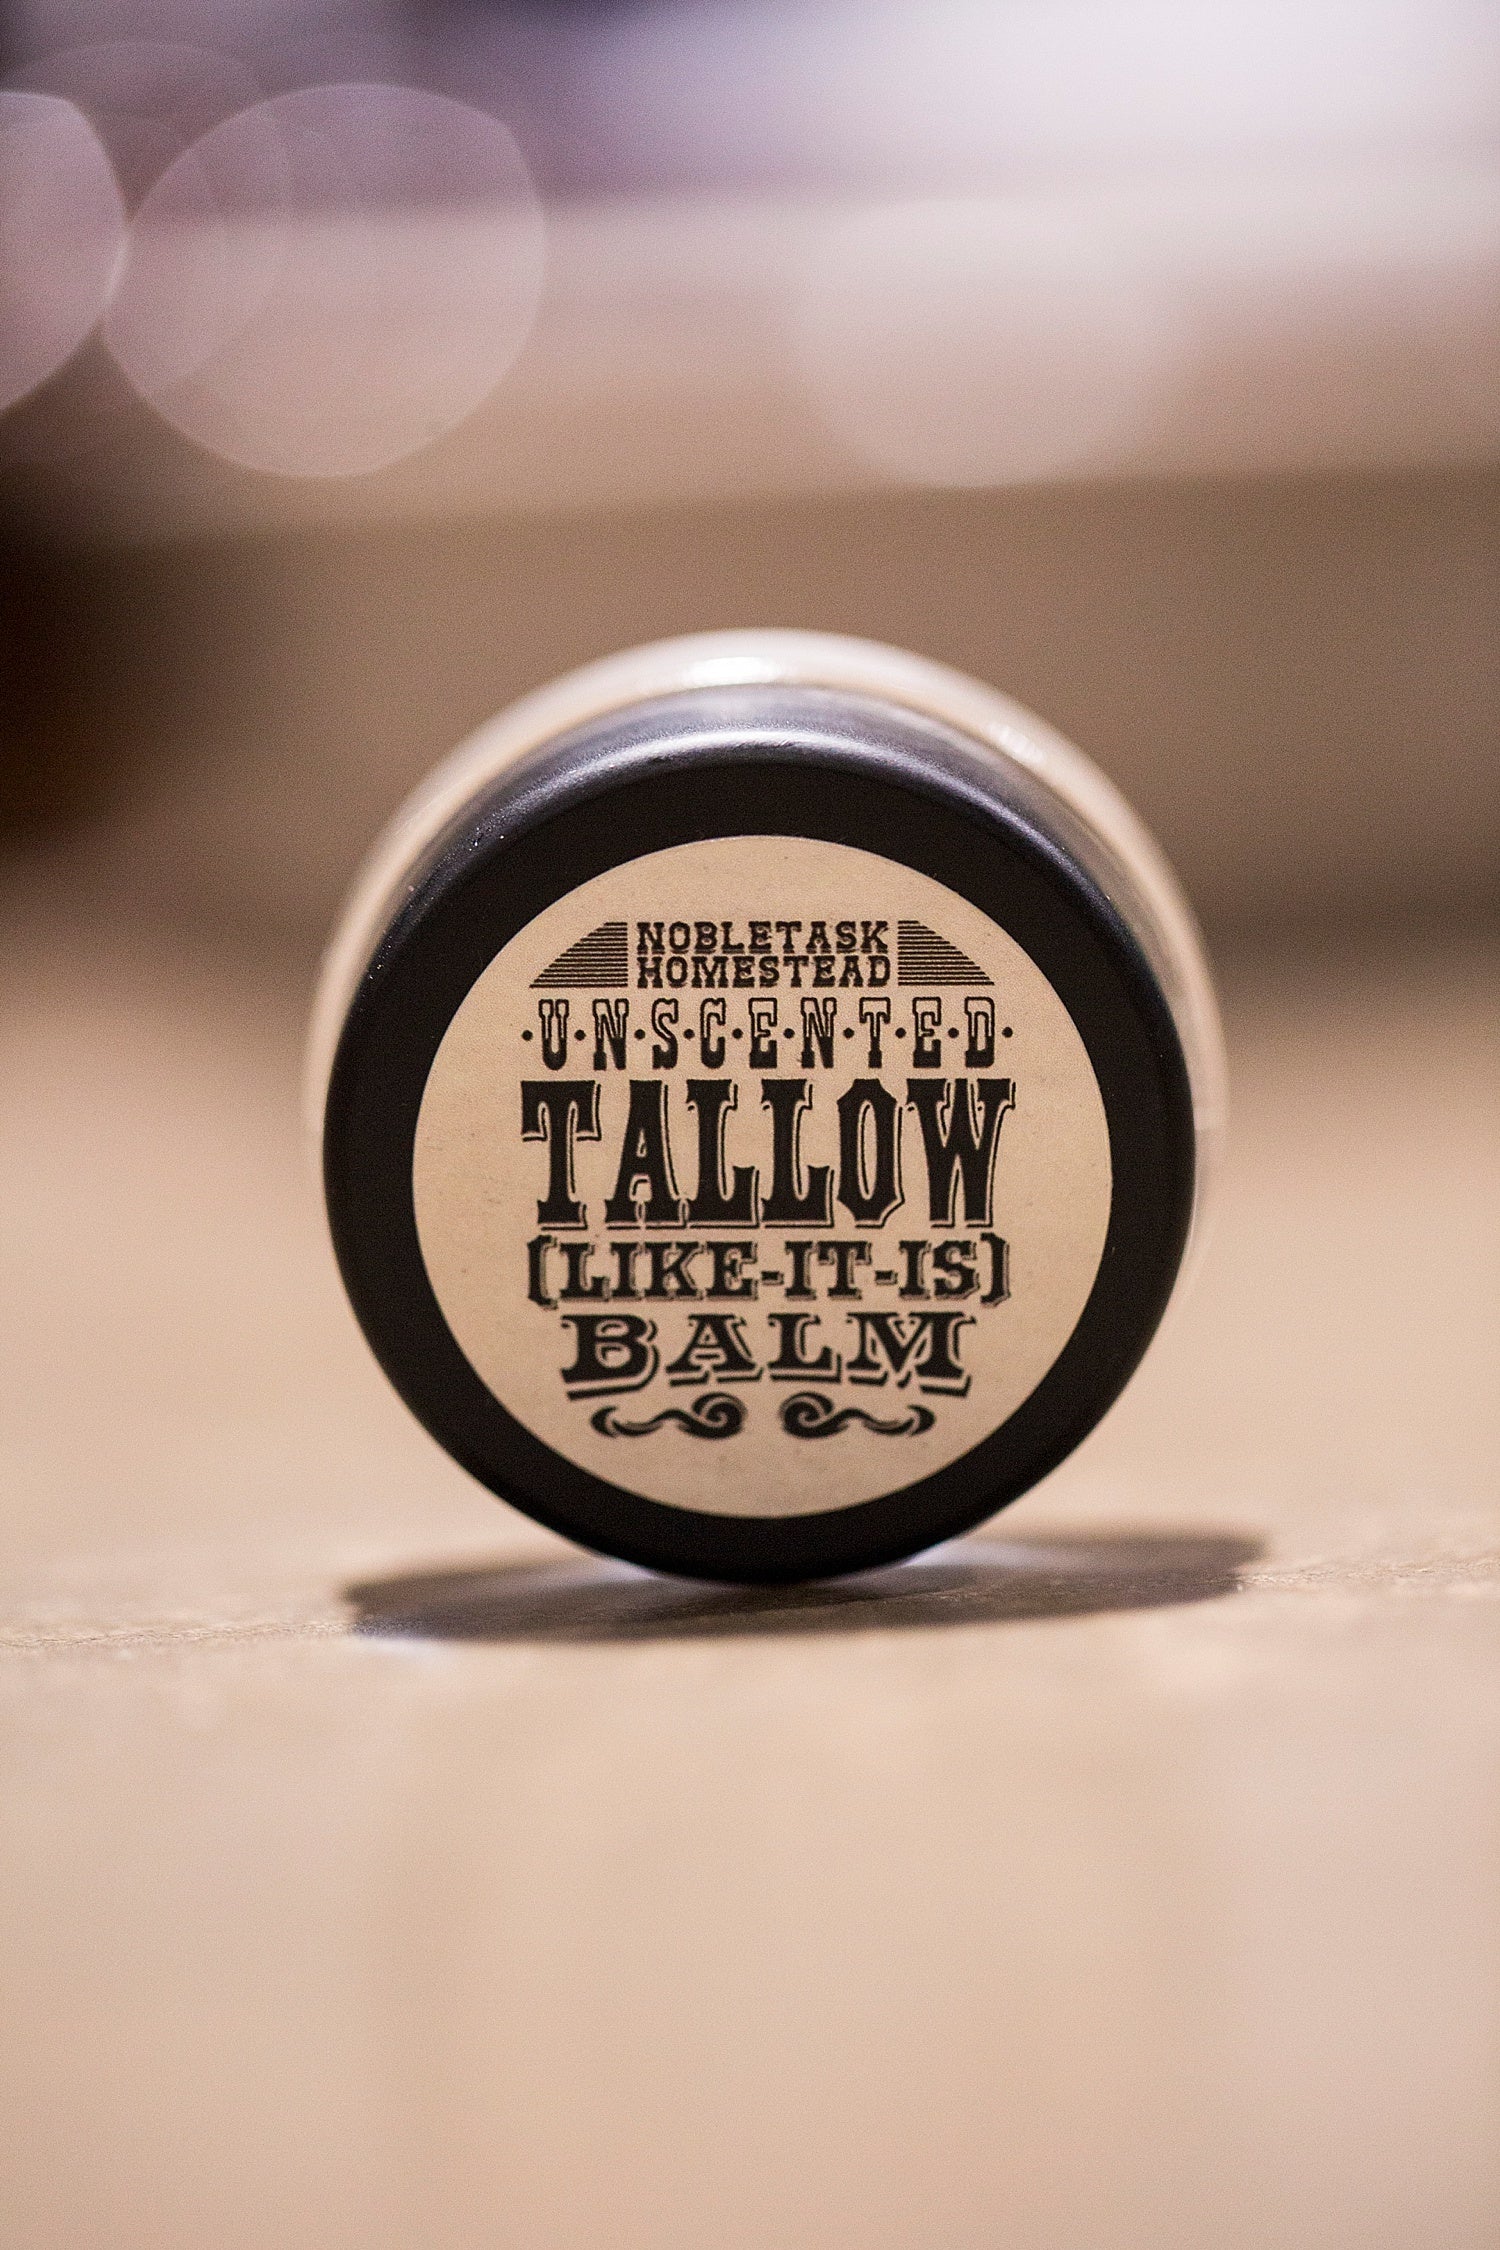 NOBLETASK
HOMESTEAD
·U·N·S·C·E·N·T·E·D·
TALLOW
(LIKE-IT-IS)
BALM